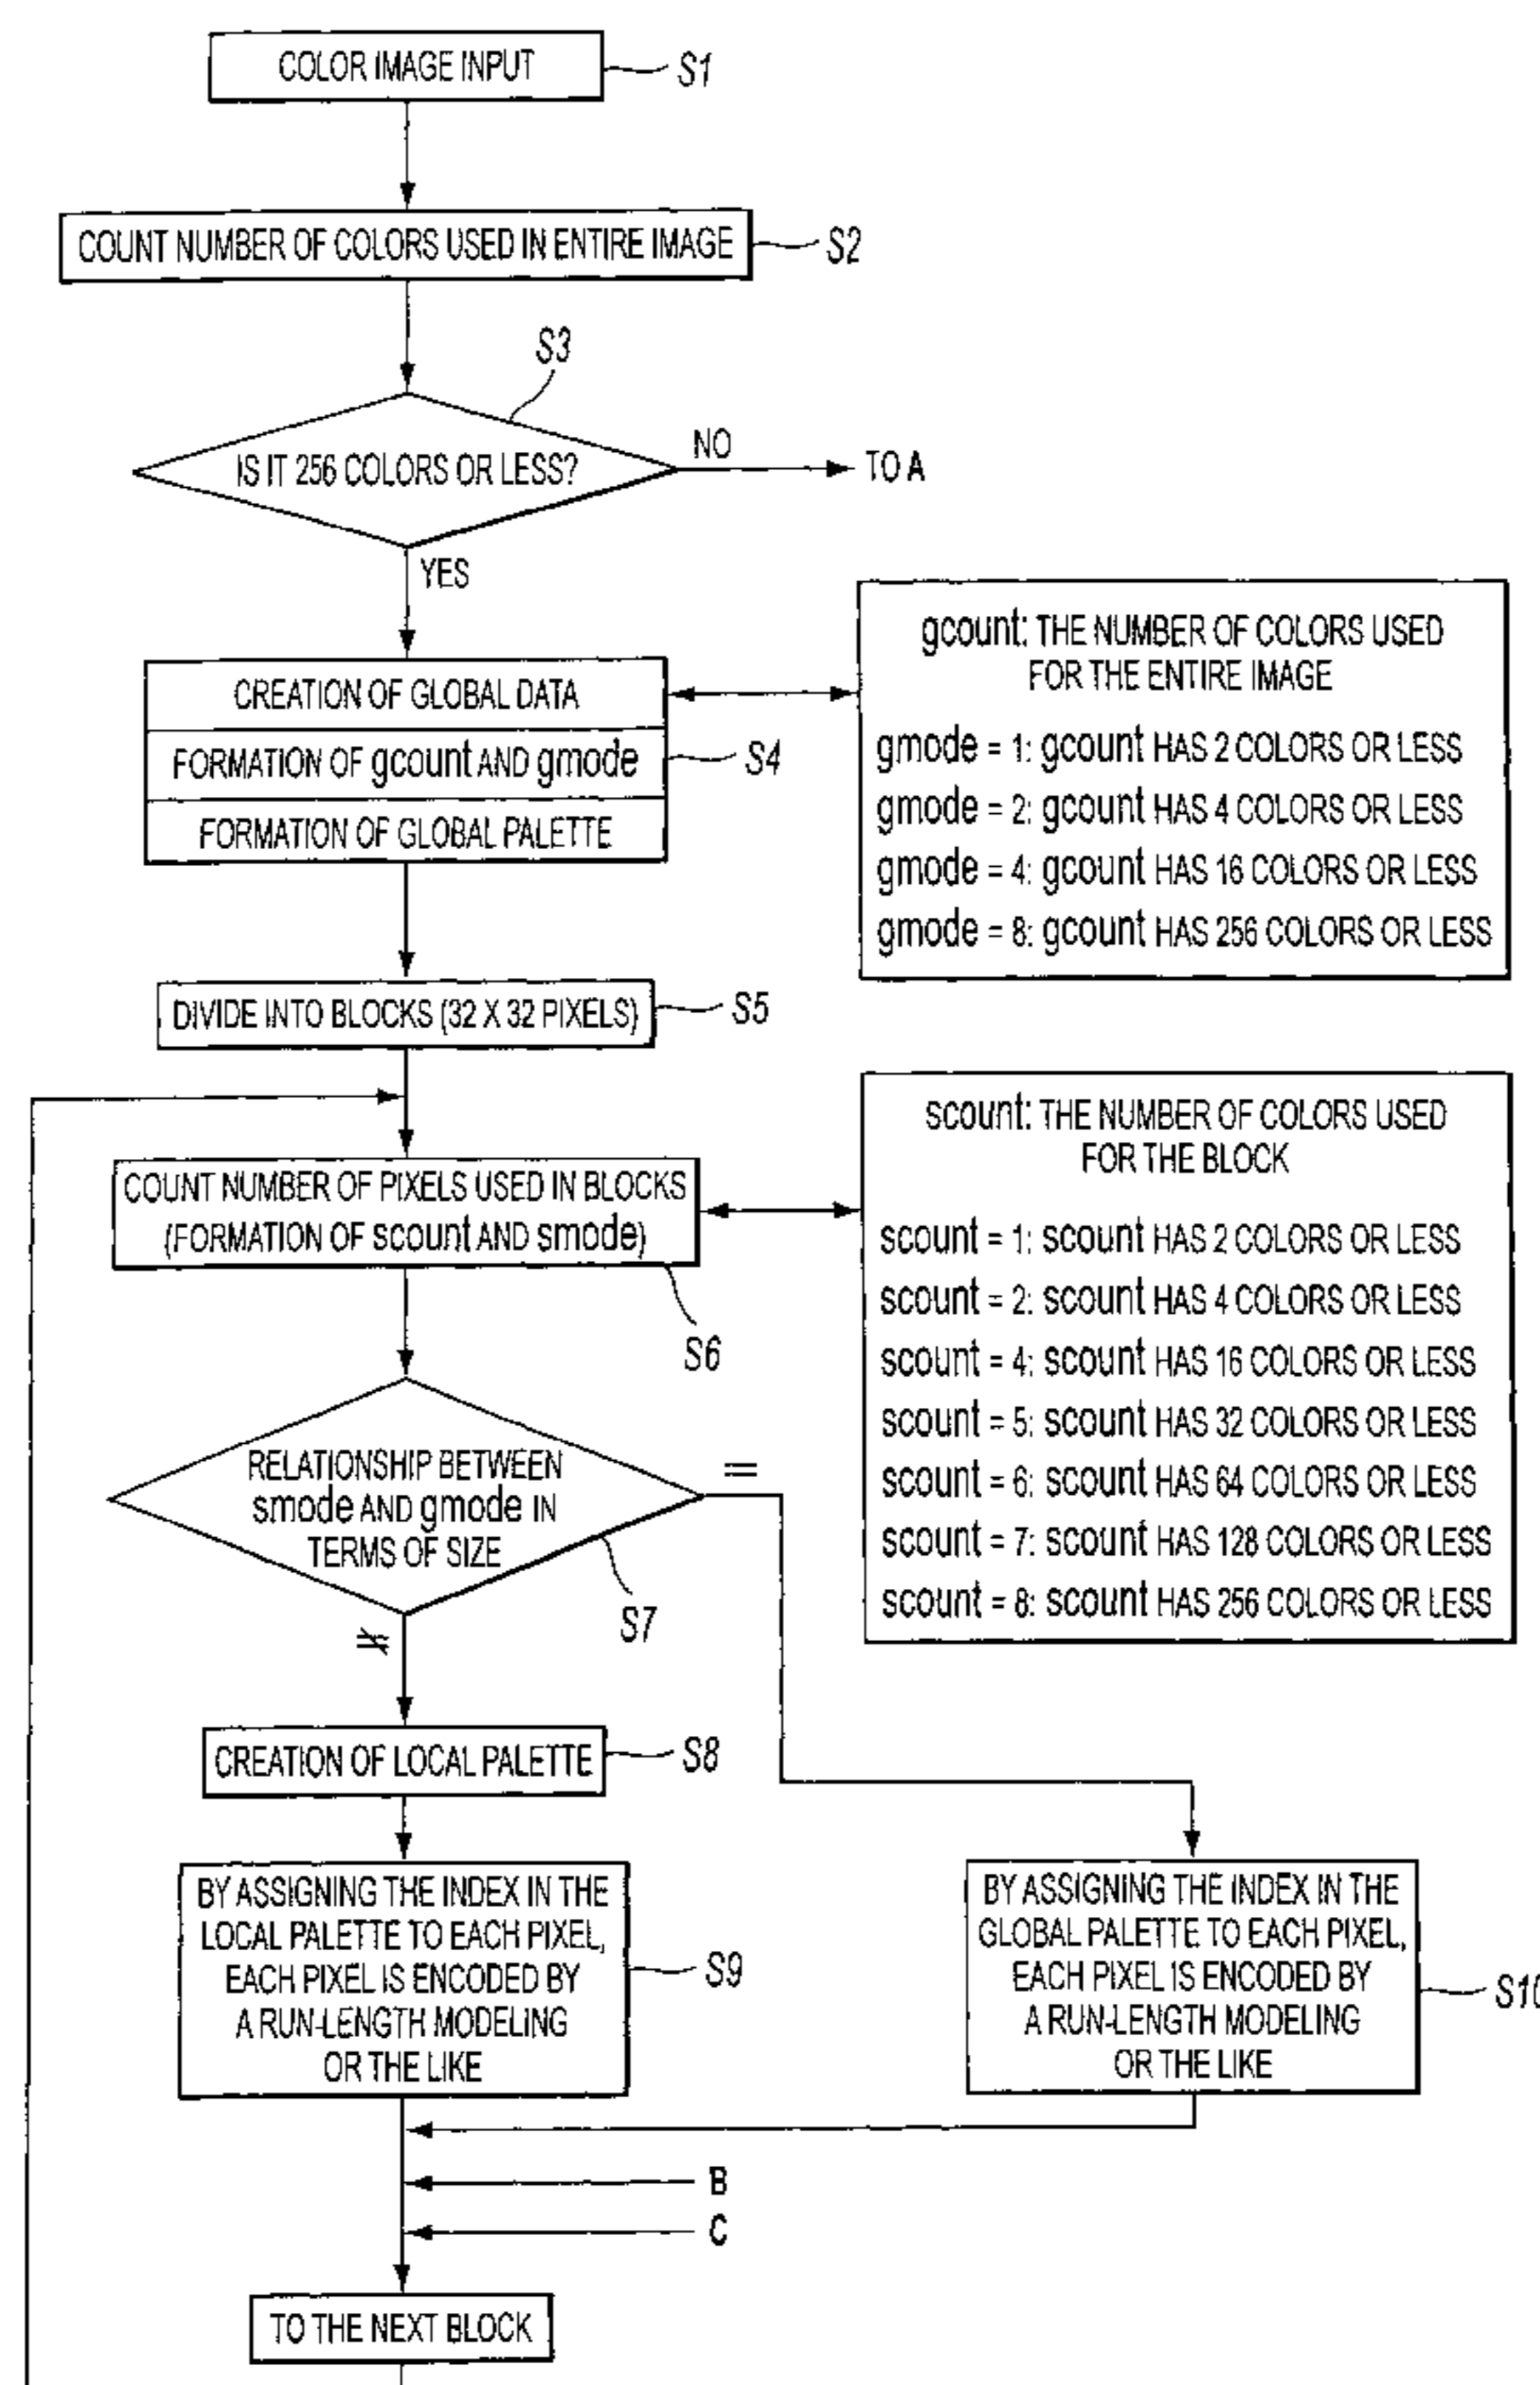 COLOR IMAGE INPUT
S1
COUNT NUMBER OF COLORS USED IN ENTIRE IMAGE
S2
S3
IS IT 256 COLORS OR LESS?
NO
TO A
YES
CREATION OF GLOBAL DATA
FORMATION OF gcount AND gmode
FORMATION OF GLOBAL PALETTE
S4
gcount: THE NUMBER OF COLORS USED
FOR THE ENTIRE IMAGE
gmode = 1: gcount HAS 2 COLORS OR LESS
gmode = 2: gcount HAS 4 COLORS OR LESS
gmode = 4: gcount HAS 16 COLORS OR LESS
gmode = 8: gcount HAS 256 COLORS OR LESS
DIVIDE INTO BLOCKS (32 X 32 PIXELS)
S5
COUNT NUMBER OF PIXELS USED IN BLOCKS
(FORMATION OF scount AND smode)
S6
scount: THE NUMBER OF COLORS USED
FOR THE BLOCK
scount = 1: scount HAS 2 COLORS OR LESS
scount = 2: scount HAS 4 COLORS OR LESS
scount = 4: scount HAS 16 COLORS OR LESS
scount = 5: scount HAS 32 COLORS OR LESS
scount = 6: scount HAS 64 COLORS OR LESS
scount = 7: scount HAS 128 COLORS OR LESS
scount = 8: scount HAS 256 COLORS OR LESS
RELATIONSHIP BETWEEN
smode AND gmode IN
TERMS OF SIZE
=
S7
≠
CREATION OF LOCAL PALETTE
S8
BY ASSIGNING THE INDEX IN THE
LOCAL PALETTE TO EACH PIXEL,
EACH PIXEL IS ENCODED BY
A RUN-LENGTH MODELING
OR THE LIKE
S9
BY ASSIGNING THE INDEX IN THE
GLOBAL PALETTE TO EACH PIXEL,
EACH PIXEL IS ENCODED BY
A RUN-LENGTH MODELING
OR THE LIKE
S10
B
C
TO THE NEXT BLOCK